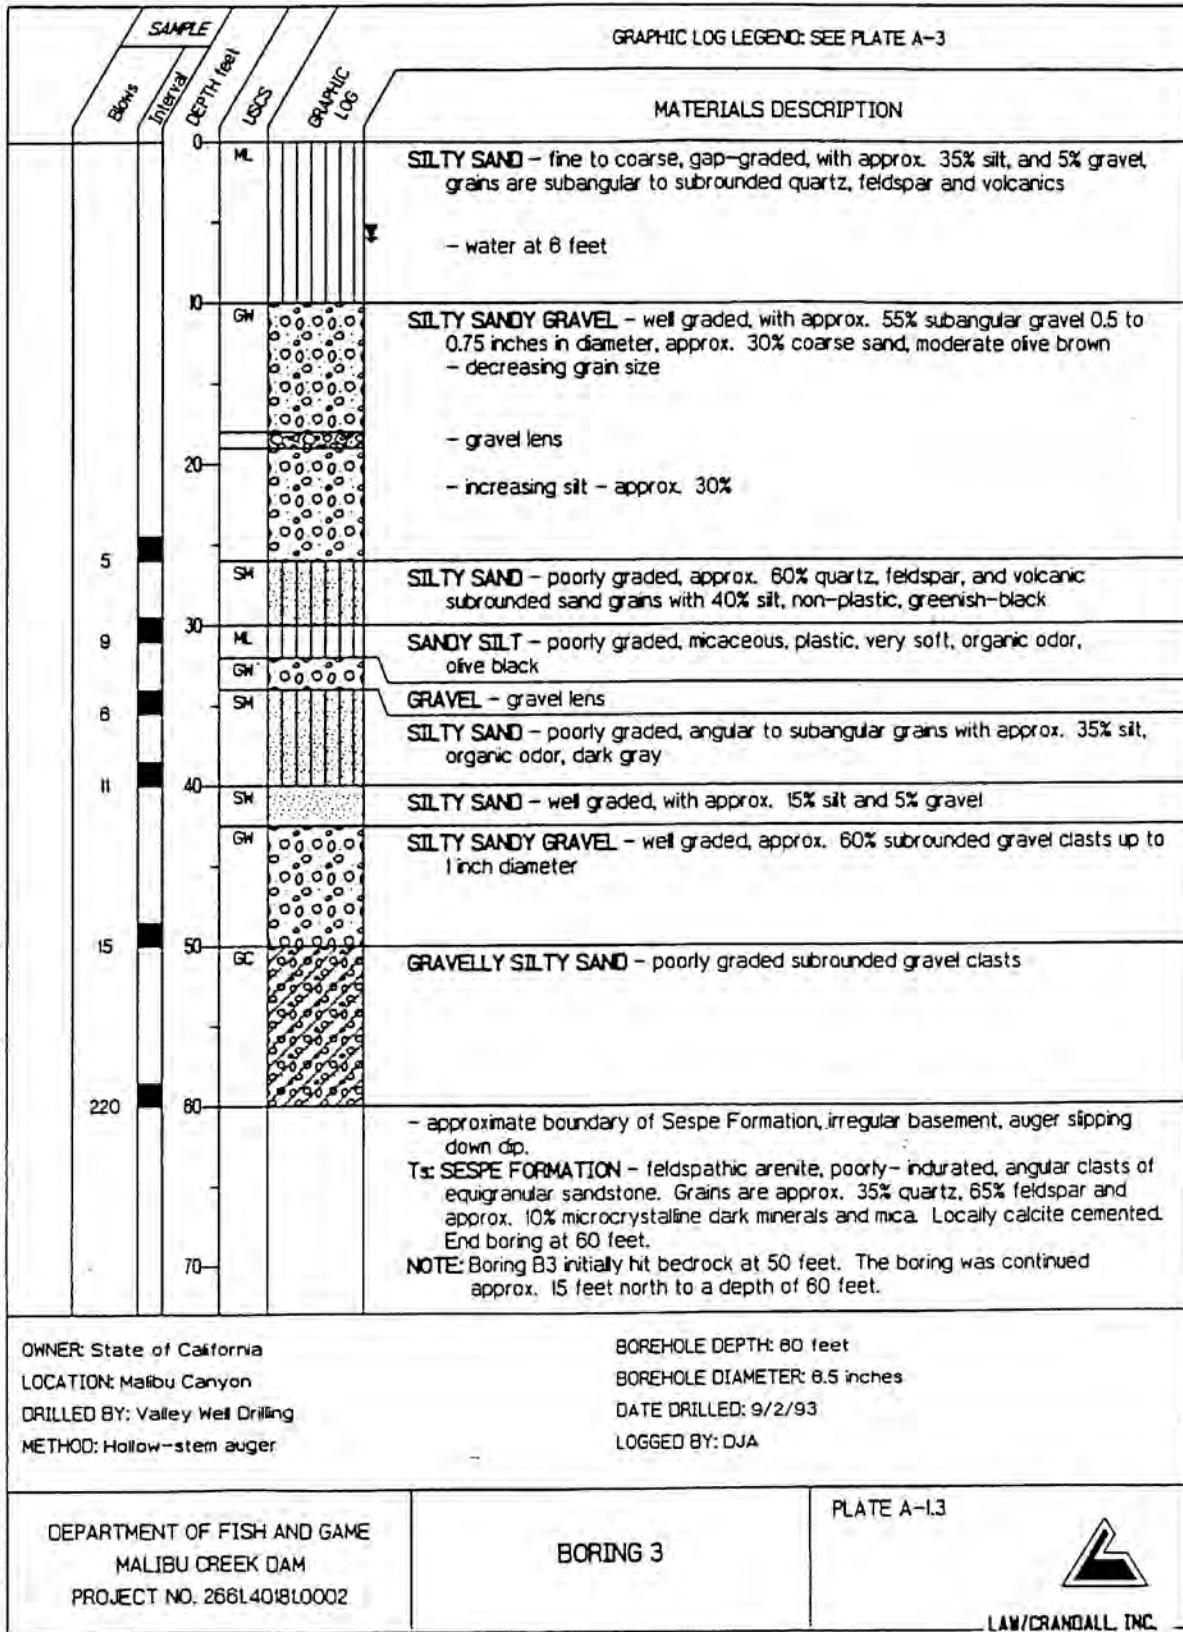 SAMPLE
GRAPHIC LOG LEGEND: SEE PLATE A-3
Blows
Interval
DEPTH feet
USCS
GRAPHIC
LOG
MATERIALS DESCRIPTION
0
ML
SILTY SAND - fine to coarse, gap-graded, with approx. 35% silt, and 5% gravel,
grains are subangular to subrounded quartz, feldspar and volcanics
- water at 6 feet
10
GW
SILTY SANDY GRAVEL - well graded, with approx. 55% subangular gravel 0.5 to
0.75 inches in diameter, approx. 30% coarse sand, moderate olive brown
- decreasing grain size
- gravel lens
20
- increasing silt - approx. 30%
5
SM
SILTY SAND - poorly graded, approx. 60% quartz, feldspar, and volcanic
subrounded sand grains with 40% silt, non-plastic, greenish-black
30
9
ML
SANDY SILT - poorly graded, micaceous, plastic, very soft, organic odor,
olive black
GW
GRAVEL - gravel lens
6
SM
SILTY SAND - poorly graded, angular to subangular grains with approx. 35% silt,
organic odor, dark gray
11
40
SW
SILTY SAND - well graded, with approx. 15% silt and 5% gravel
GW
SILTY SANDY GRAVEL - well graded, approx. 60% subrounded gravel clasts up to
1 inch diameter
15
50
GC
GRAVELLY SILTY SAND - poorly graded subrounded gravel clasts
220
60
- approximate boundary of Sespe Formation, irregular basement, auger slipping
down dip.
Ts: SESPE FORMATION - feldspathic arenite, poorly- indurated, angular clasts of
equigranular sandstone. Grains are approx. 35% quartz, 65% feldspar and
approx. 10% microcrystalline dark minerals and mica. Locally calcite cemented.
End boring at 60 feet.
70
NOTE: Boring B3 initially hit bedrock at 50 feet. The boring was continued
approx. 15 feet north to a depth of 60 feet.
OWNER: State of California
BOREHOLE DEPTH: 60 feet
LOCATION: Malibu Canyon
BOREHOLE DIAMETER: 6.5 inches
DRILLED BY: Valley Well Drilling
DATE DRILLED: 9/2/93
METHOD: Hollow-stem auger
LOGGED BY: DJA
DEPARTMENT OF FISH AND GAME
MALIBU CREEK DAM
PROJECT NO. 2661.40181.0002
BORING 3
PLATE A-1.3
LAW/CRANDALL, INC.